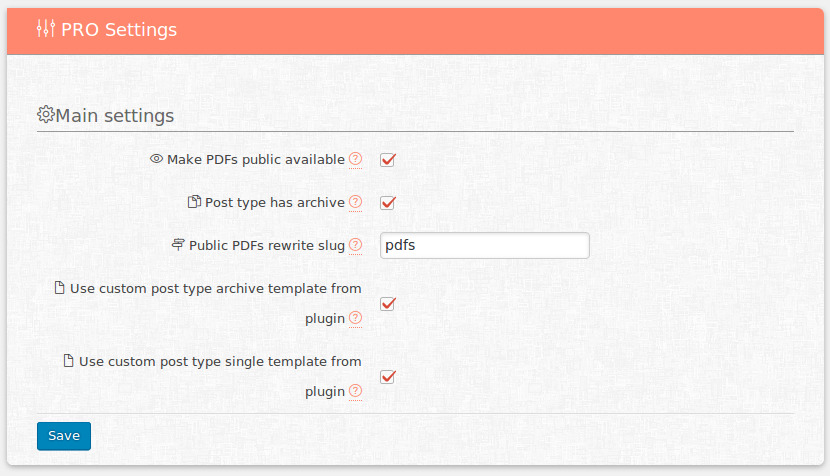 PRO Settings
Main settings
Make PDFs public available ?
Post type has archive ?
Public PDFs rewrite slug ? pdfs
Use custom post type archive template from
plugin ?
Use custom post type single template from
plugin ?
Save